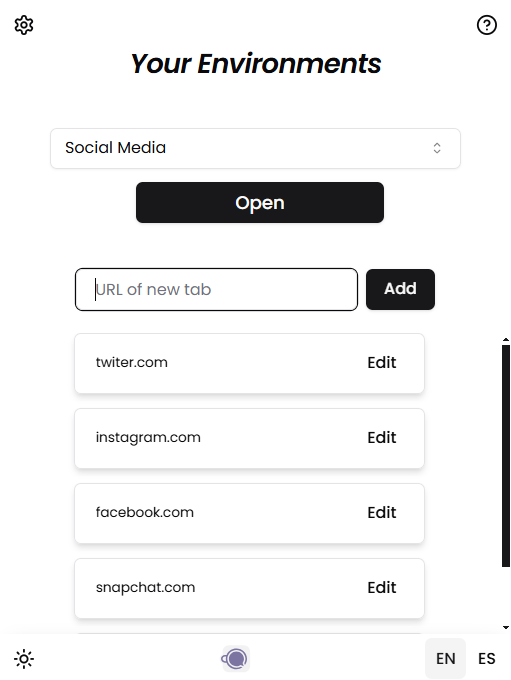 Your Environments
Social Media
Open
URL of new tab
Add
twiter.com
Edit
instagram.com
Edit
facebook.com
Edit
snapchat.com
Edit
EN
ES